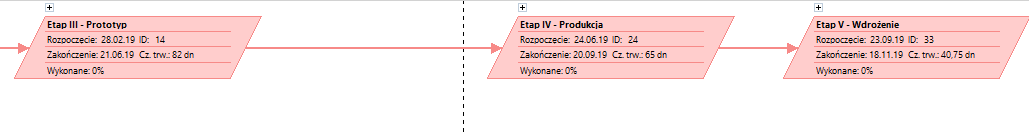 Etap III - Prototyp
Rozpoczęcie: 28.02.19 ID: 14
Zakończenie: 21.06.19 Cz. trw.: 82 dn
Wykonane: 0%
Etap IV - Produkcja
Rozpoczęcie: 24.06.19 ID: 24
Zakończenie: 20.09.19 Cz. trw.: 65 dn
Wykonane: 0%
Etap V - Wdrożenie
Rozpoczęcie: 23.09.19 ID: 33
Zakończenie: 18.11.19 Cz. trw.: 40,75 dn
Wykonane: 0%